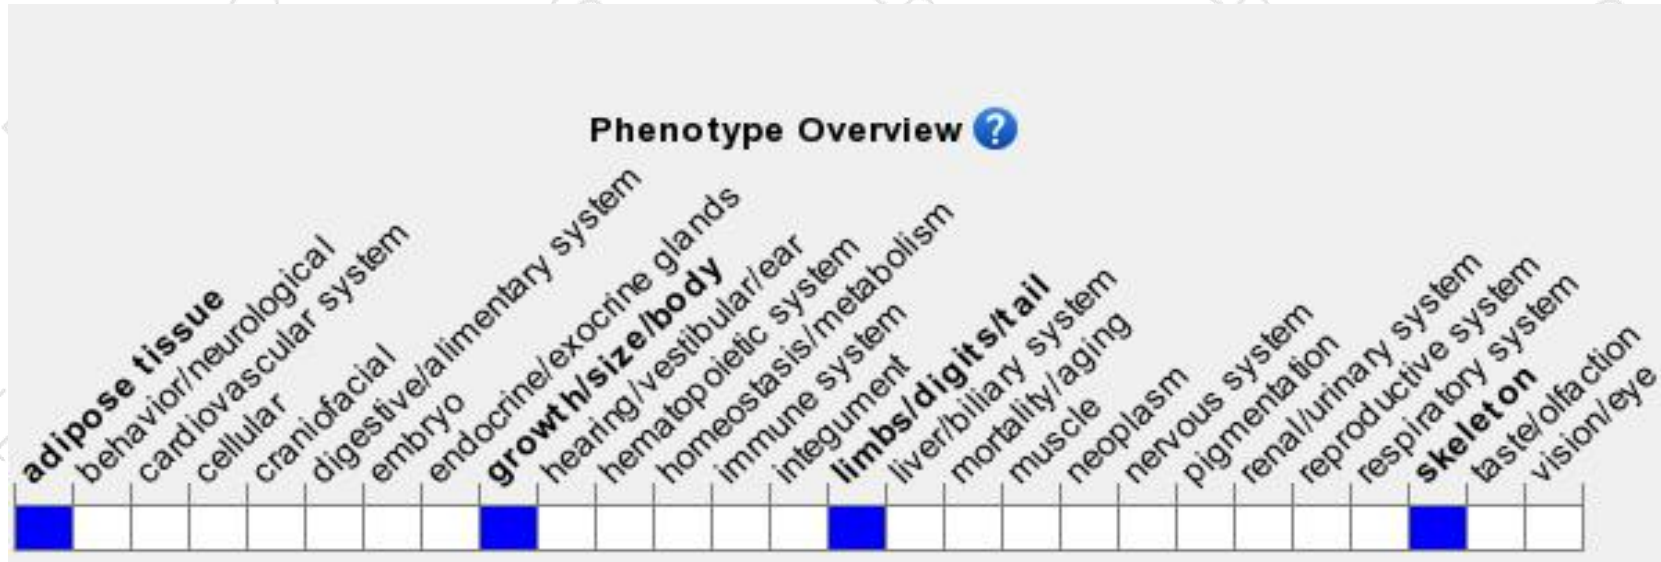 Phenotype Overview ?
adipose tissue
behavior/neurological
cardiovascular system
cellular
craniofacial
digestive/alimentary system
embryo
endocrine/exocrine glands
growth/size/body
hearing/vestibular/ear
hematopoietic system
homeostasis/metabolism
immune system
integument
limbs/digits/tail
liver/biliary system
mortality/aging
muscle
neoplasm
nervous system
pigmentation
renal/urinary system
reproductive system
respiratory system
skeleton
taste/olfaction
vision/eye